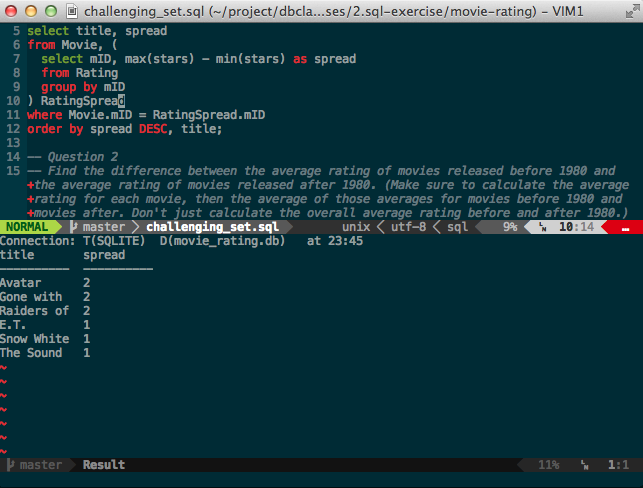 challenging_set.sql (~/project/dbcla...ses/2.sql-exercise/movie-rating) - VIM1
5 select title, spread
6 from Movie, (
7   select mID, max(stars) - min(stars) as spread
8   from Rating
9   group by mID
10 ) RatingSpread
11 where Movie.mID = RatingSpread.mID
12 order by spread DESC, title;
13
14 -- Question 2
15 -- Find the difference between the average rating of movies released before 1980 and
+the average rating of movies released after 1980. (Make sure to calculate the average
+rating for each movie, then the average of those averages for movies before 1980 and
+movies after. Don't just calculate the overall average rating before and after 1980.)
NORMAL master challenging_set.sql unix utf-8 sql 9% LN 10:14 …
Connection: T(SQLITE)  D(movie_rating.db)   at 23:45
title       spread
----------  ----------
Avatar      2
Gone with   2
Raiders of  2
E.T.        1
Snow White  1
The Sound   1
~
~
~
~
~
~
~
master Result 11% LN 1:1